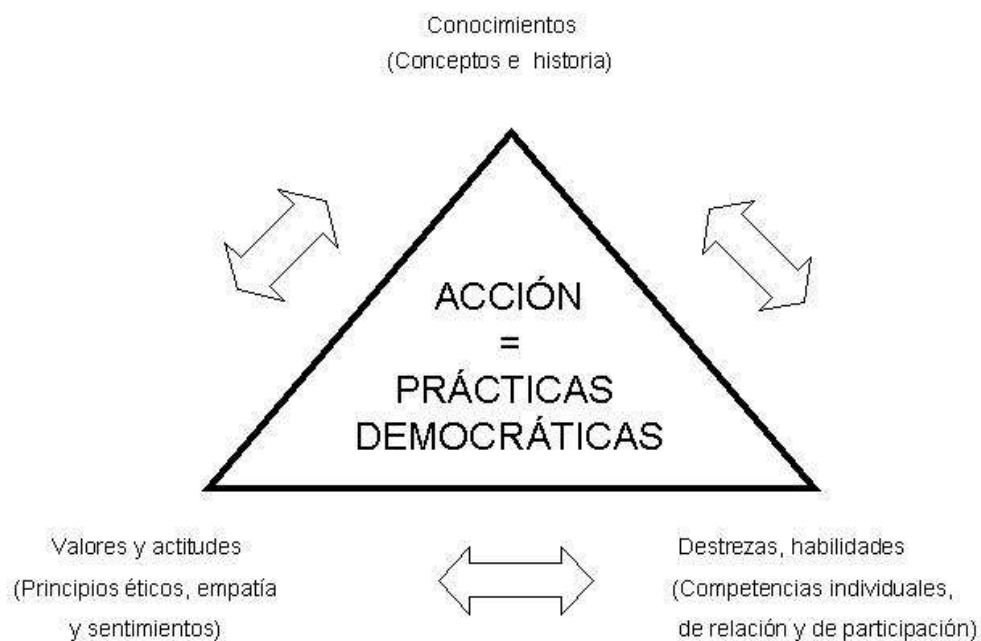 Conocimientos
(Conceptos e historia)
ACCIÓN
=
PRÁCTICAS
DEMOCRÁTICAS
Valores y actitudes
(Principios éticos, empatía
y sentimientos)
Destrezas, habilidades
(Competencias individuales,
de relación y de participación)